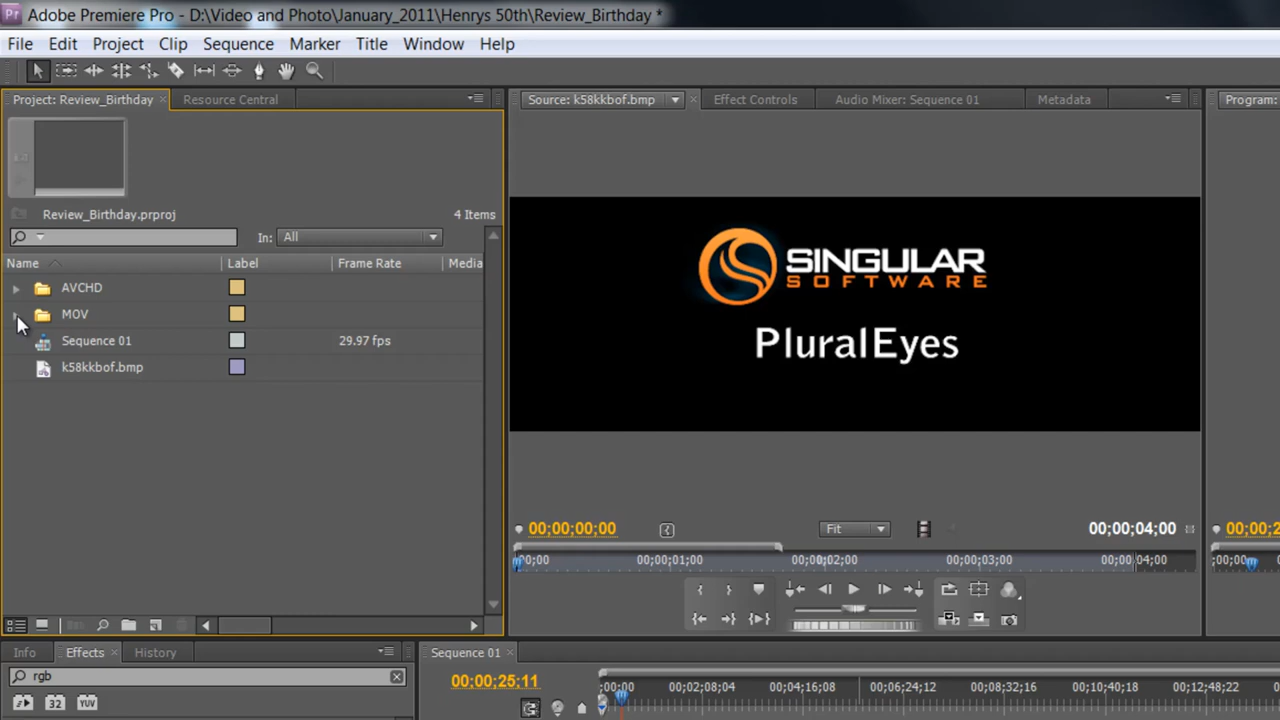 Adobe Premiere Pro - D:\Video and Photo\January_2011\Henrys 50th\Review_Birthday *
File Edit Project Clip Sequence Marker Title Window Help
Project: Review_Birthday Resource Central
Source: k58kkbof.bmp Effect Controls Audio Mixer: Sequence 01 Metadata
Program:
Review_Birthday.prproj 4 Items
In: All
Name Label Frame Rate Media
AVCHD
MOV
Sequence 01 29.97 fps
k58kkbof.bmp
SINGULAR
SOFTWARE
PluralEyes
00;00;00;00 Fit 00;00;04;00
;00;00 00;00;01;00 00;00;02;00 00;00;03;00 00;00;04;00
Info Effects History
rgb
32 YUV
Sequence 01
00;00;25;11
;00;00 00;02;08;04 00;04;16;08 00;06;24;12 00;08;32;16 00;10;40;18 00;12;48;22